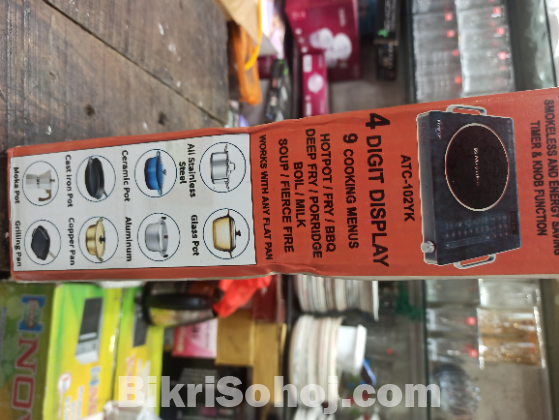 SMOKELESS AND ENERGY SAVING
TIMER & KNOB FUNCTION
ATC-102YK
4 DIGIT DISPLAY
9 COOKING MENUS
HOTPOT / FRY / BBQ
DEEP FRY / PORRIDGE
BOIL / MILK
SOUP / FIERCE FIRE
WORKS WITH ANY FLAT PAN
All Stainless Steel
Glass Pot
Ceramic Pot
Aluminum
Cast iron Pot
Copper Pan
Moka Pot
Grilling Pan
BikriSohoj.com